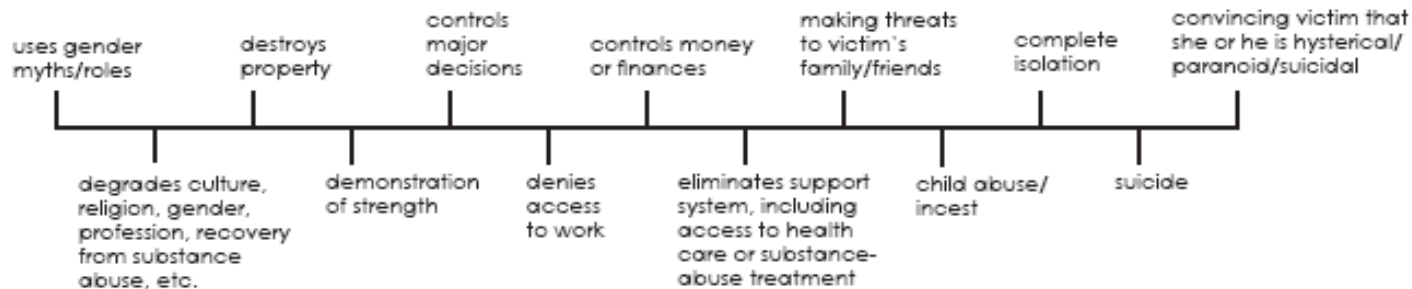 uses gender
myths/roles
degrades culture,
religion, gender,
profession, recovery
from substance
abuse, etc.
destroys
property
demonstration
of strength
controls
major
decisions
denies
access
to work
controls money
or finances
eliminates support
system, including
access to health
care or substance-
abuse treatment
making threats
to victim's
family/friends
child abuse/
incest
complete
isolation
suicide
convincing victim that
she or he is hysterical/
paranoid/suicidal